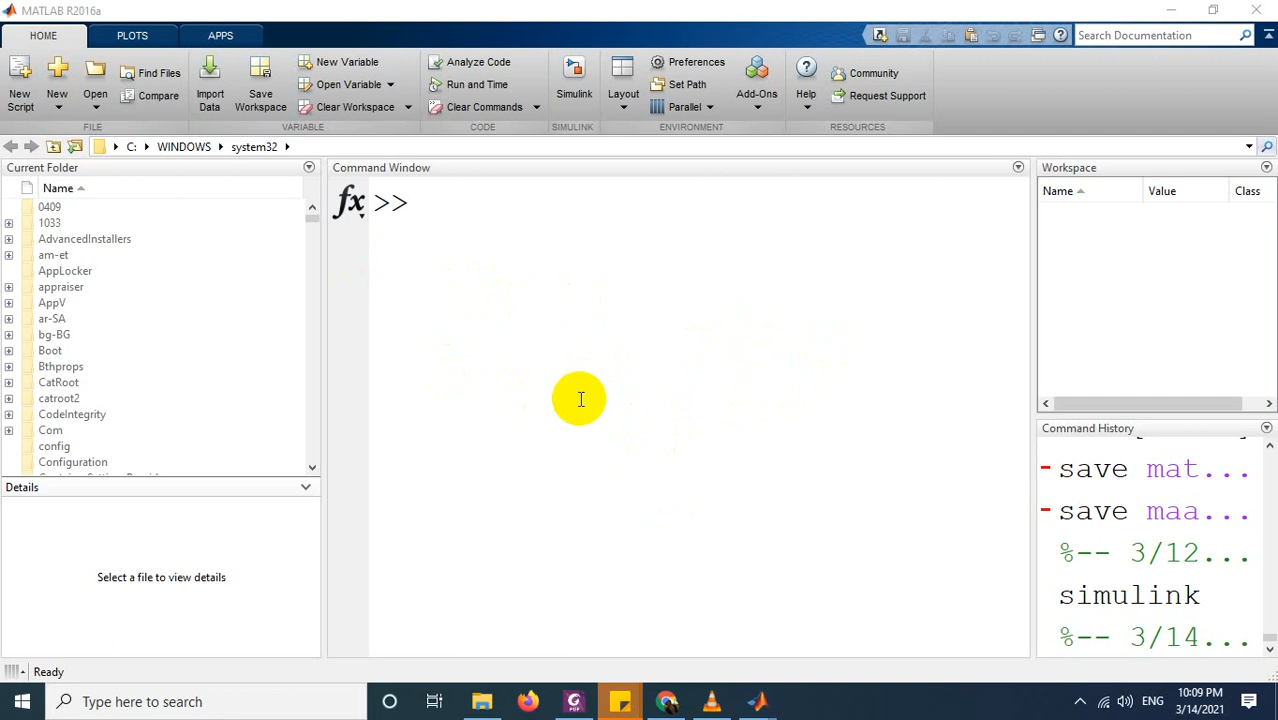 MATLAB R2016a
HOME PLOTS APPS
Search Documentation
New Script
New
Open
Find Files
Compare
Import Data
Save Workspace
New Variable
Open Variable
Clear Workspace
Analyze Code
Run and Time
Clear Commands
Simulink
Layout
Preferences
Set Path
Parallel
Add-Ons
Help
Community
Request Support
FILE VARIABLE CODE SIMULINK ENVIRONMENT RESOURCES
C: WINDOWS system32
Current Folder
Name
0409
1033
AdvancedInstallers
am-et
AppLocker
appraiser
AppV
ar-SA
bg-BG
Boot
Bthprops
CatRoot
catroot2
CodeIntegrity
Com
config
Configuration
Details
Select a file to view details
Command Window
fx >>
Workspace
Name Value Class
Command History
save mat...
save maa...
%-- 3/12...
simulink
%-- 3/14...
Ready
Type here to search
ENG
10:09 PM
3/14/2021